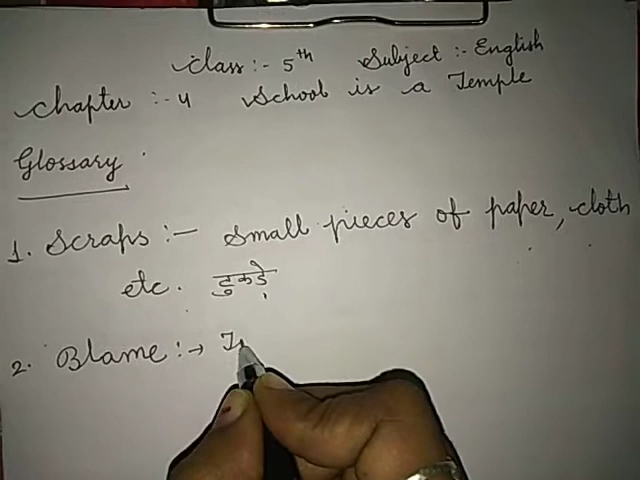 Class :- 5th Subject :- English
Chapter :- 4 School is a Temple
Glossary
1. Scraps :- Small pieces of paper, cloth
etc. टुकड़े
2. Blame :→